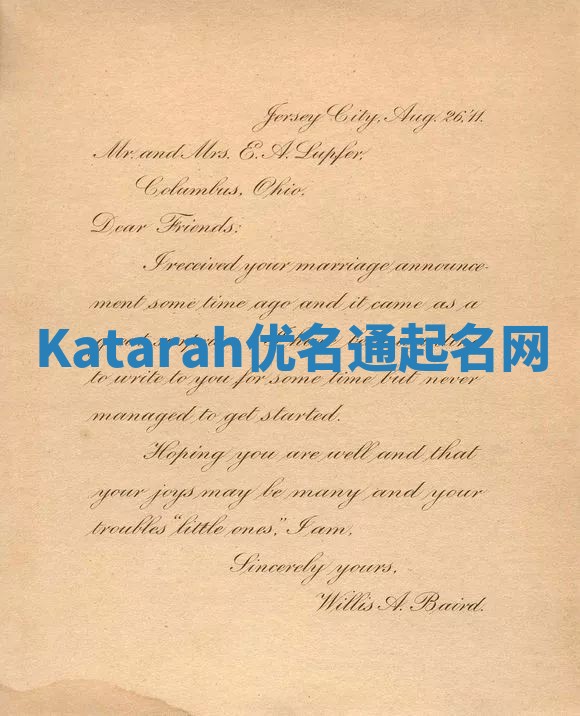 Jersey City, Aug. 26,'11.
Mr. and Mrs. E. A. Lupfer,
Columbus, Ohio.
Dear Friends:
I received your marriage announce-
ment some time ago and it came as a
Katarah优名通起名网
to write to you for some time but never
managed to get started.
Hoping you are well and that
your joys may be many and your
troubles "little ones," I am,
Sincerely yours,
Willis A. Baird.